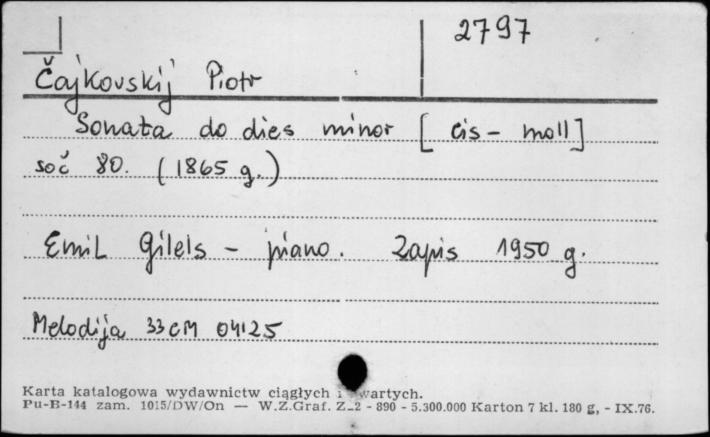 2797
Čajkovskij Piotr
Sonata do dies minor [cis-moll]
soč 80. (1865 g.)
Emil Gilels - piano. Zapis 1950 g.
Melodija 33cM 04125
Karta katalogowa wydawnictw ciągłych i wartych.
Pu-B-144 zam. 1015/DW/On — W.Z.Graf. Z-2 - 890 - 5.300.000 Karton 7 kl. 180 g, - IX.76.